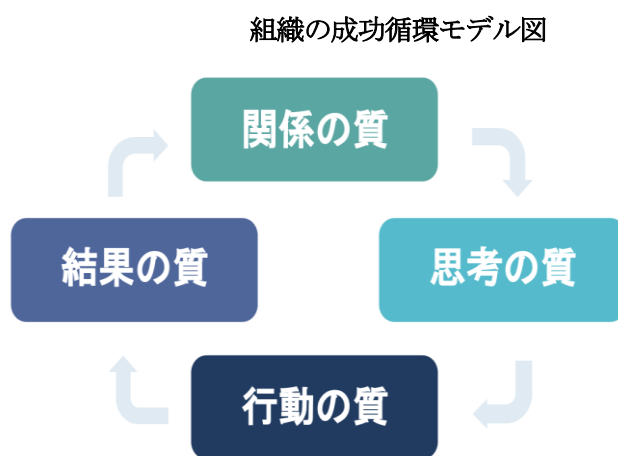 組織の成功循環モデル図
関係の質
思考の質
行動の質
結果の質